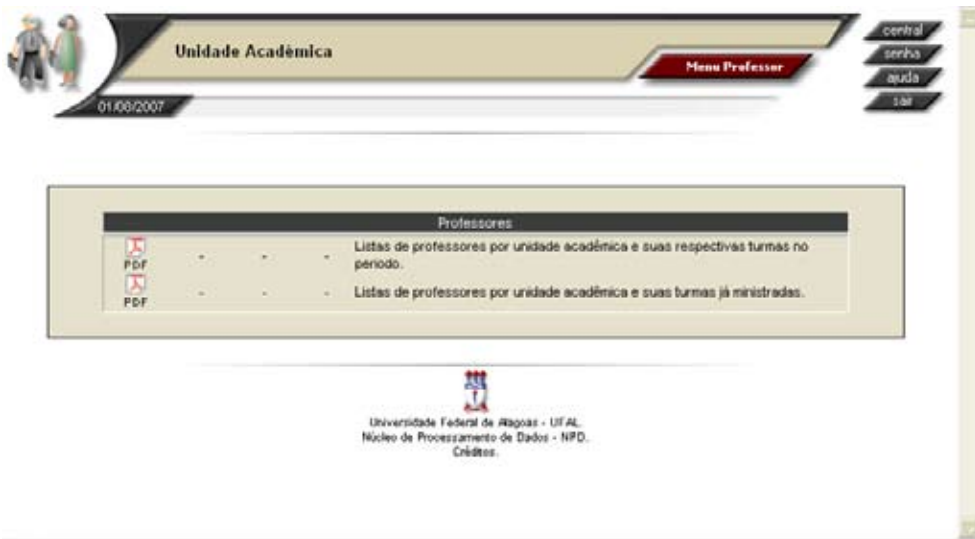 Unidade Acadêmica
Menu Professor
central
senha
ajuda
sair
01/08/2007
Professores
PDF - - - Listas de professores por unidade acadêmica e suas respectivas turmas no
período.
PDF - - - Listas de professores por unidade acadêmica e suas turmas já ministradas.
Universidade Federal de Alagoas - UFAL.
Núcleo de Processamento de Dados - NPD.
Créditos.